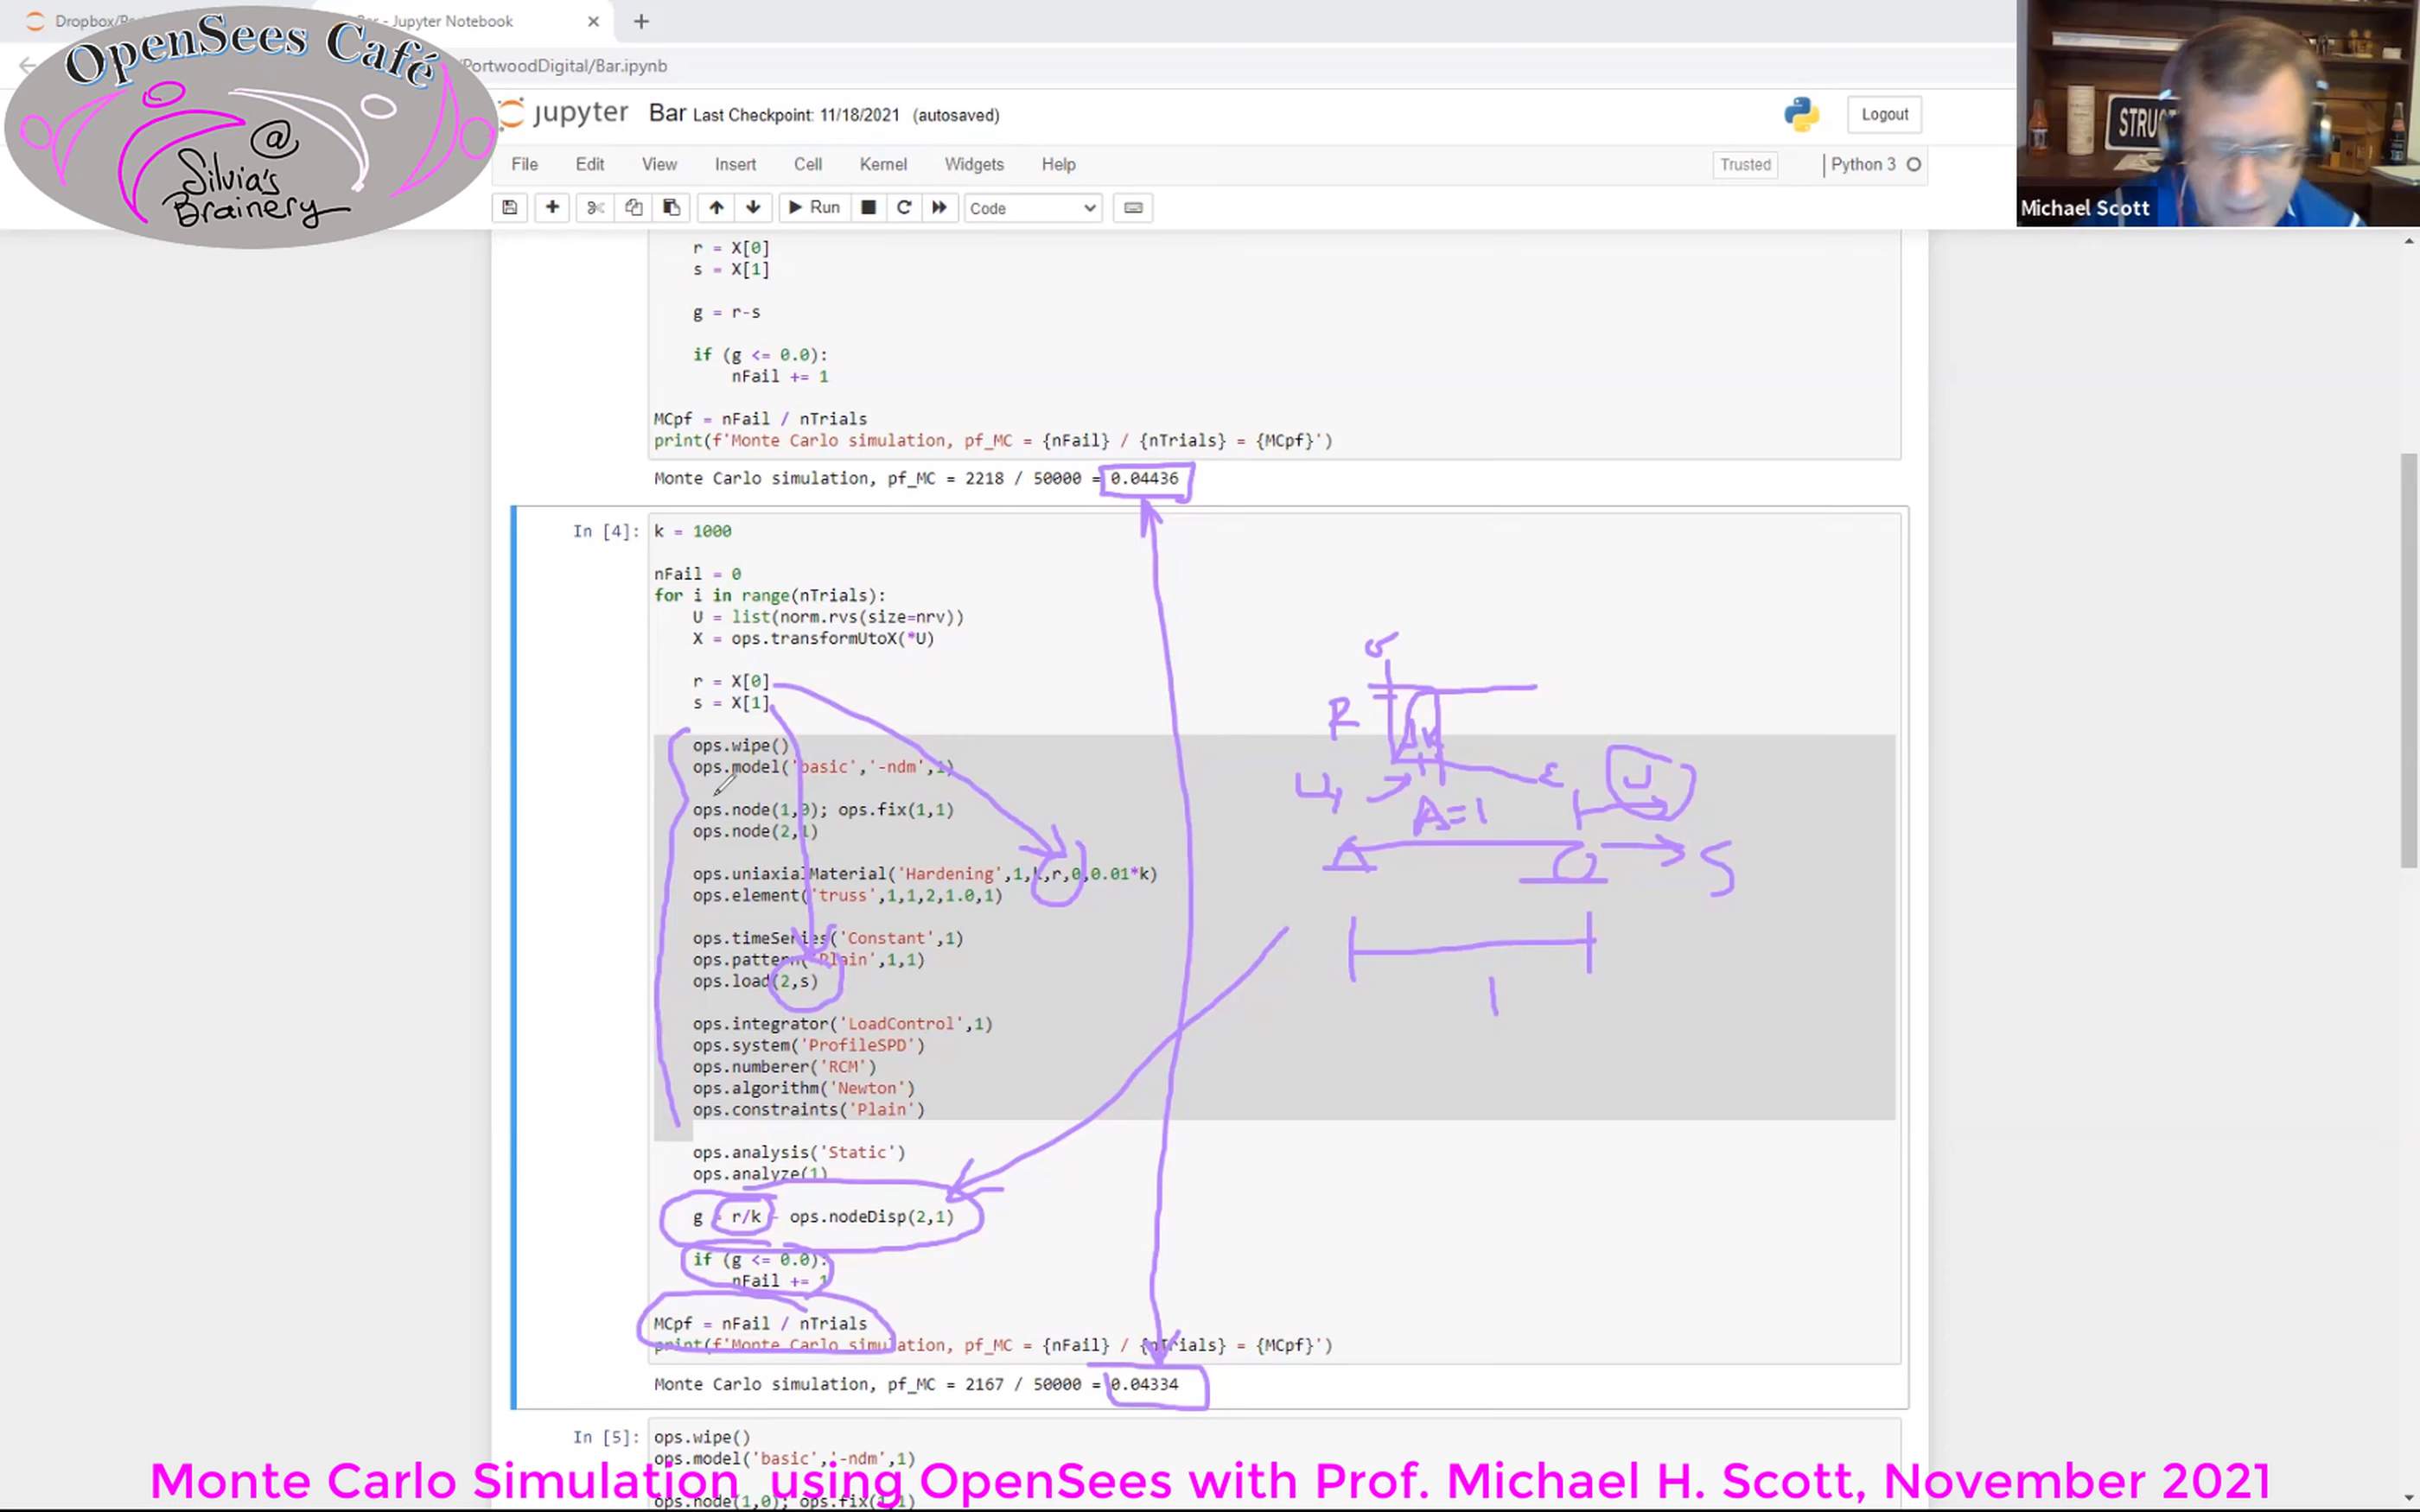 Dropbox/P
- Jupyter Notebook
OpenSees Café
@
Silvia's
Brainery
/PortwoodDigital/Bar.ipynb
jupyter Bar Last Checkpoint: 11/18/2021 (autosaved)
Logout
File Edit View Insert Cell Kernel Widgets Help
Trusted
Python 3
Run
Code
STRUC
Michael Scott
r = X[0]
s = X[1]
g = r-s
if (g <= 0.0):
nFail += 1
MCpf = nFail / nTrials
print(f'Monte Carlo simulation, pf_MC = {nFail} / {nTrials} = {MCpf}')
Monte Carlo simulation, pf_MC = 2218 / 50000 = 0.04436
In [4]: k = 1000
nFail = 0
for i in range(nTrials):
U = list(norm.rvs(size=nrv))
X = ops.transformUtoX(*U)
r = X[0]
s = X[1]
ops.wipe()
ops.model('basic','-ndm',1)
ops.node(1,0); ops.fix(1,1)
ops.node(2,1)
ops.uniaxialMaterial('Hardening',1,k,r,0,0.01*k)
ops.element('truss',1,1,2,1.0,1)
ops.timeSeries('Constant',1)
ops.pattern('Plain',1,1)
ops.load(2,s)
ops.integrator('LoadControl',1)
ops.system('ProfileSPD')
ops.numberer('RCM')
ops.algorithm('Newton')
ops.constraints('Plain')
ops.analysis('Static')
ops.analyze(1)
g = r/k - ops.nodeDisp(2,1)
if (g <= 0.0):
nFail += 1
MCpf = nFail / nTrials
print(f'Monte Carlo simulation, pf_MC = {nFail} / {nTrials} = {MCpf}')
Monte Carlo simulation, pf_MC = 2167 / 50000 = 0.04334
σ
R
k
ε
U
A=1
S
1
In [5]: ops.wipe()
ops.model('basic','-ndm',1)
ops.node(1,0); ops.fix(1,1)
Monte Carlo Simulation using OpenSees with Prof. Michael H. Scott, November 2021